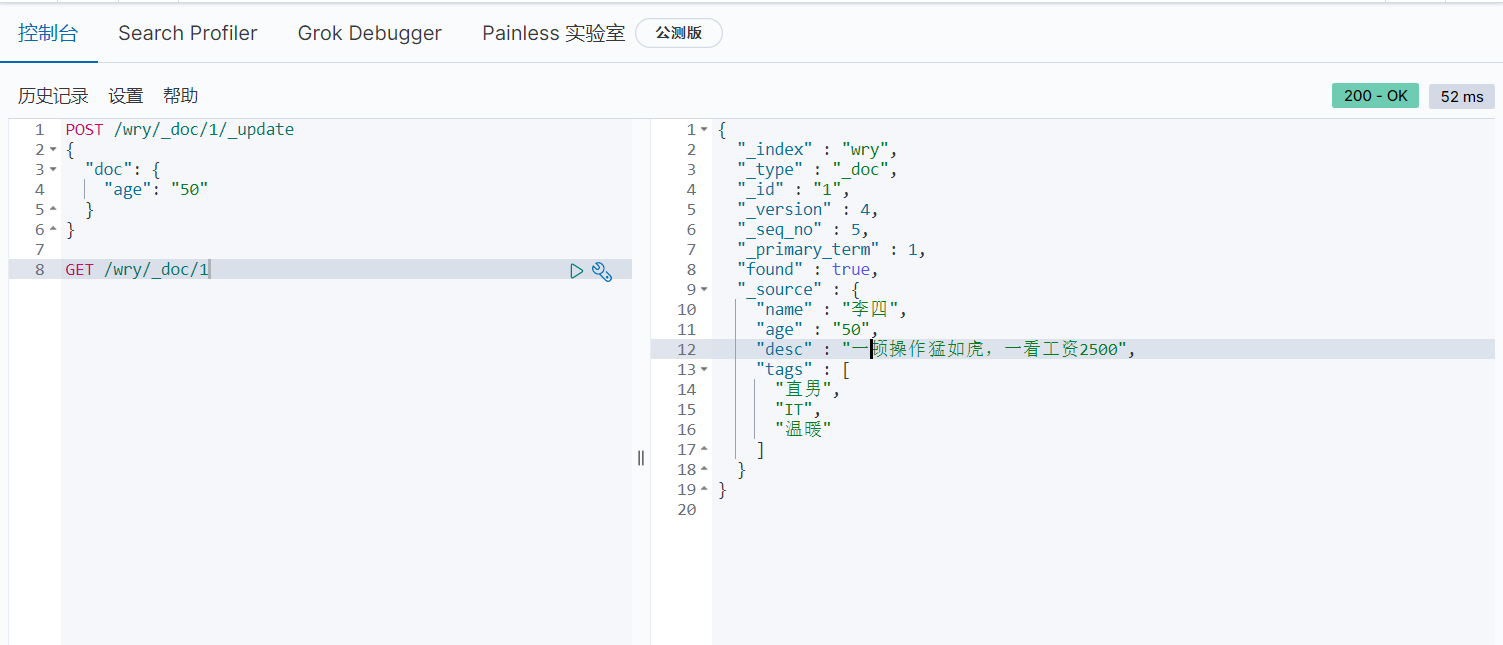 控制台 Search Profiler Grok Debugger Painless 实验室 公测版
历史记录 设置 帮助 200 - OK 52 ms
1 POST /wry/_doc/1/_update
2 {
3 "doc": {
4 "age": "50"
5 }
6 }
7
8 GET /wry/_doc/1
1 {
2 "_index" : "wry",
3 "_type" : "_doc",
4 "_id" : "1",
5 "_version" : 4,
6 "_seq_no" : 5,
7 "_primary_term" : 1,
8 "found" : true,
9 "_source" : {
10 "name" : "李四",
11 "age" : "50",
12 "desc" : "一顿操作猛如虎，一看工资2500",
13 "tags" : [
14 "直男",
15 "IT",
16 "温暖"
17 ]
18 }
19 }
20